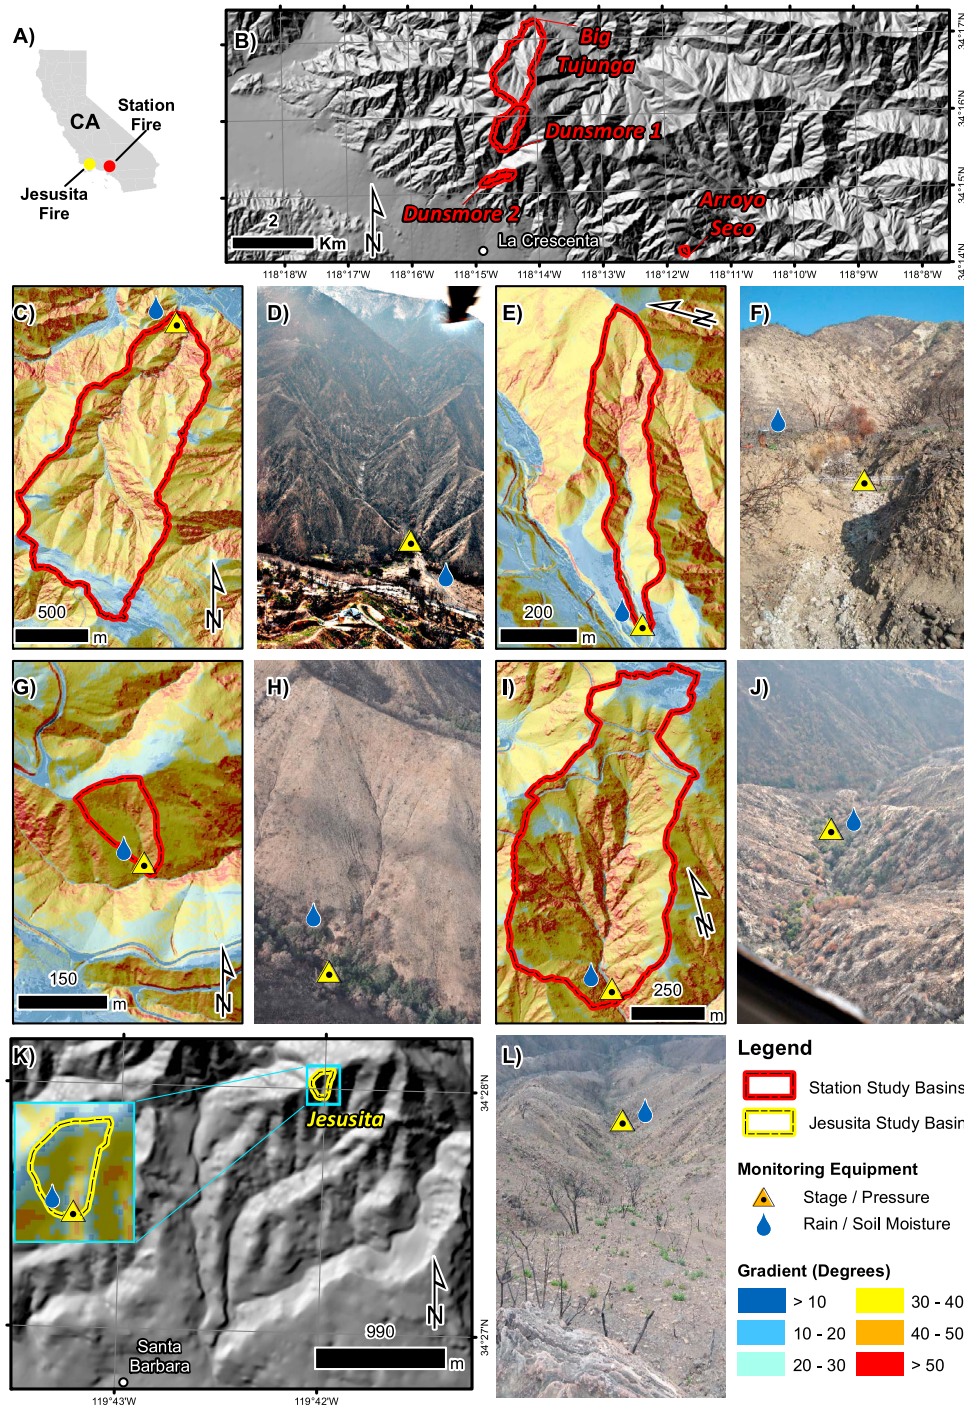 A)
CA
Station
Fire
Jesusita
Fire
B)
Big
Tujunga
Dunsmore 1
Dunsmore 2
Arroyo
Seco
La Crescenta
2
Km
N
34°17'N
34°16'N
34°15'N
34°14'N
118°18'W
118°17'W
118°16'W
118°15'W
118°14'W
118°13'W
118°12'W
118°11'W
118°10'W
118°9'W
118°8'W
C)
500
m
N
D)
E)
N
200
m
F)
G)
150
m
N
H)
I)
N
250
m
J)
K)
Jesusita
34°28'N
34°27'N
N
990
m
Santa
Barbara
119°43'W
119°42'W
L)
Legend
Station Study Basins
Jesusita Study Basin
Monitoring Equipment
Stage / Pressure
Rain / Soil Moisture
Gradient (Degrees)
> 10
30 - 40
10 - 20
40 - 50
20 - 30
> 50